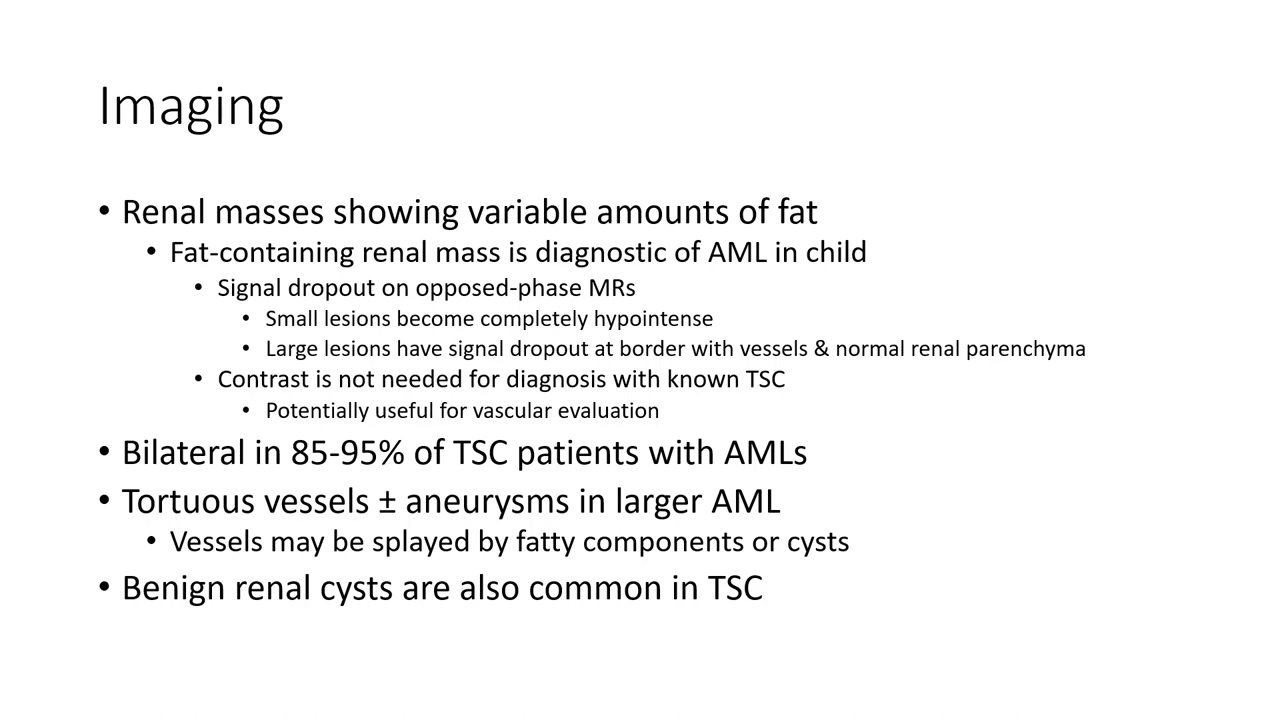 Imaging
• Renal masses showing variable amounts of fat
• Fat-containing renal mass is diagnostic of AML in child
• Signal dropout on opposed-phase MRs
• Small lesions become completely hypointense
• Large lesions have signal dropout at border with vessels & normal renal parenchyma
• Contrast is not needed for diagnosis with known TSC
• Potentially useful for vascular evaluation
• Bilateral in 85-95% of TSC patients with AMLs
• Tortuous vessels ± aneurysms in larger AML
• Vessels may be splayed by fatty components or cysts
• Benign renal cysts are also common in TSC